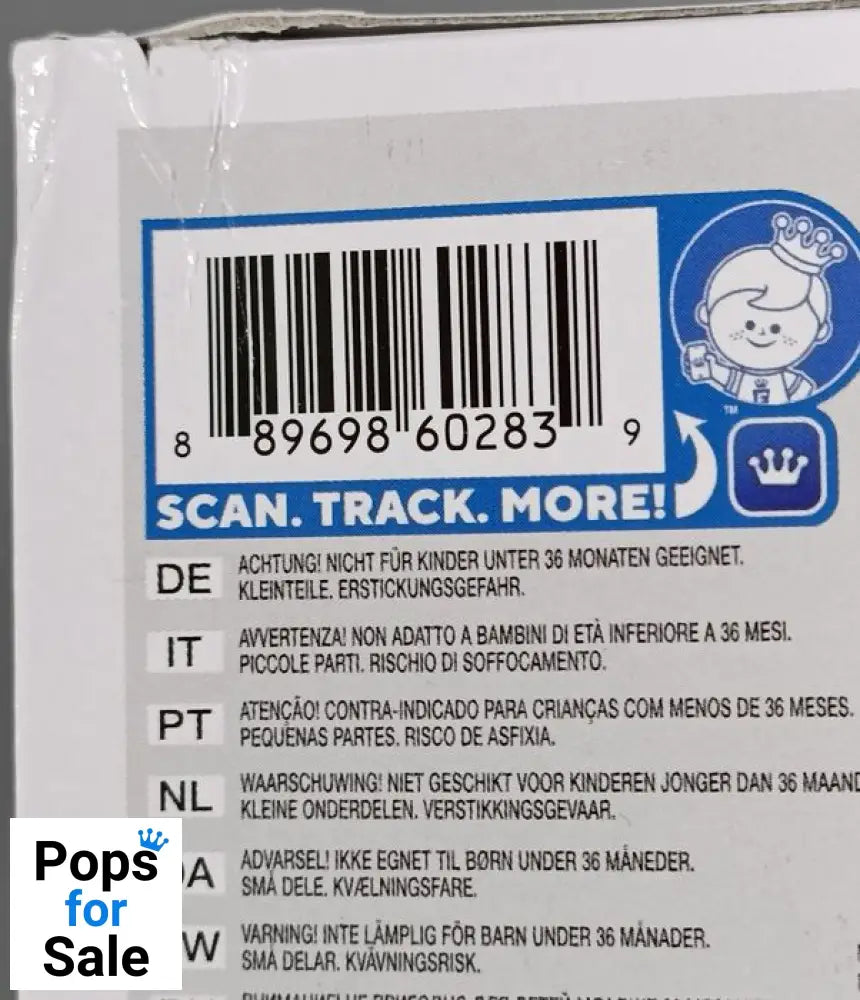 8 89698 60283 9
SCAN. TRACK. MORE!
™
DE
ACHTUNG! NICHT FÜR KINDER UNTER 36 MONATEN GEEIGNET.
KLEINTEILE. ERSTICKUNGSGEFAHR.
IT
AVVERTENZA! NON ADATTO A BAMBINI DI ETÀ INFERIORE A 36 MESI.
PICCOLE PARTI. RISCHIO DI SOFFOCAMENTO.
PT
ATENÇÃO! CONTRA-INDICADO PARA CRIANÇAS COM MENOS DE 36 MESES.
PEQUENAS PARTES. RISCO DE ASFIXIA.
NL
WAARSCHUWING! NIET GESCHIKT VOOR KINDEREN JONGER DAN 36 MAAND
KLEINE ONDERDELEN. VERSTIKKINGSGEVAAR.
A
ADVARSEL! IKKE EGNET TIL BØRN UNDER 36 MÅNEDER.
SMÅ DELE. KVÆLNINGSFARE.
W
VARNING! INTE LÄMPLIG FÖR BARN UNDER 36 MÅNADER.
SMÅ DELAR. KVÄVNINGSRISK.
Pops
for
Sale